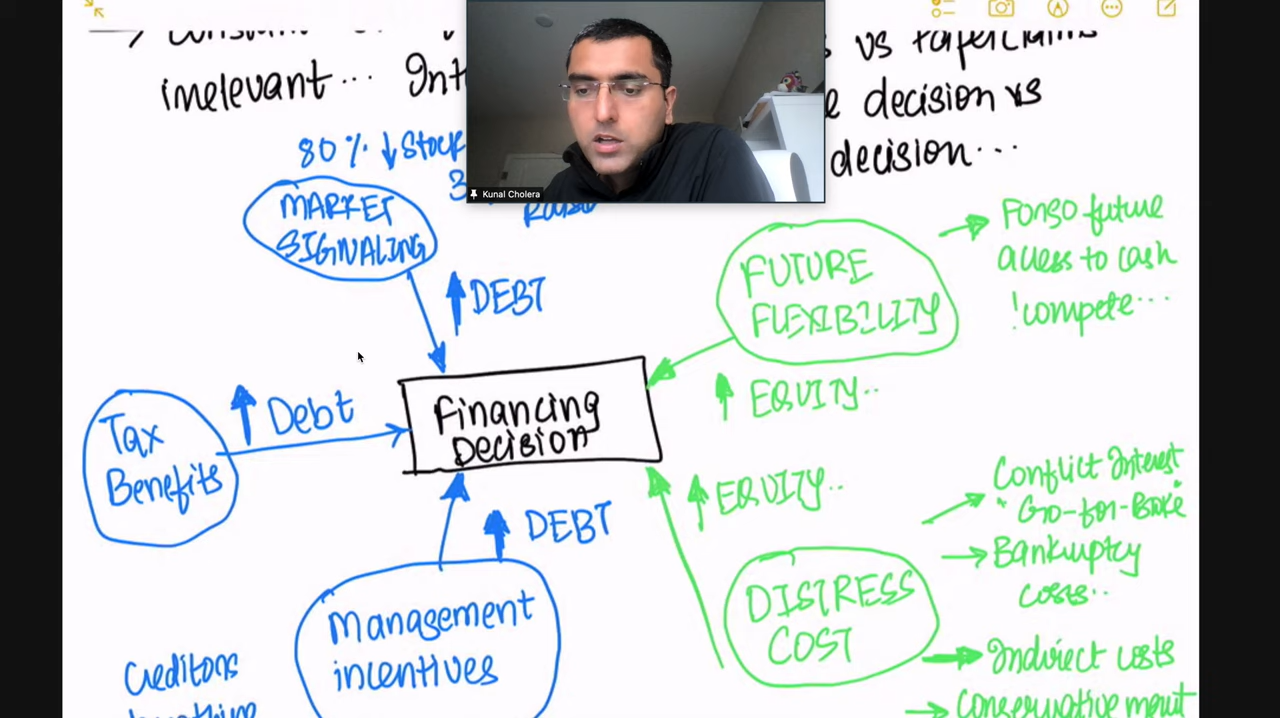 irrelevant... Int
vs Paperclaims
decision vs
decision...
80% ↓ Stock
MARKET
SIGNALING
↑ DEBT
Kunal Cholera
FUTURE
FLEXIBILITY
→ Forgo future
access to cash
!compete...
↑ EQUITY..
Tax
Benefits
↑ Debt
Financing
Decision
↑ EQUITY..
↑ DEBT
Management
incentives
DISTRESS
COST
→ Conflict Interest
"Go-for-Broke"
→ Bankuptcy
costs..
→ Indirect costs
→ Conservative
Creditors